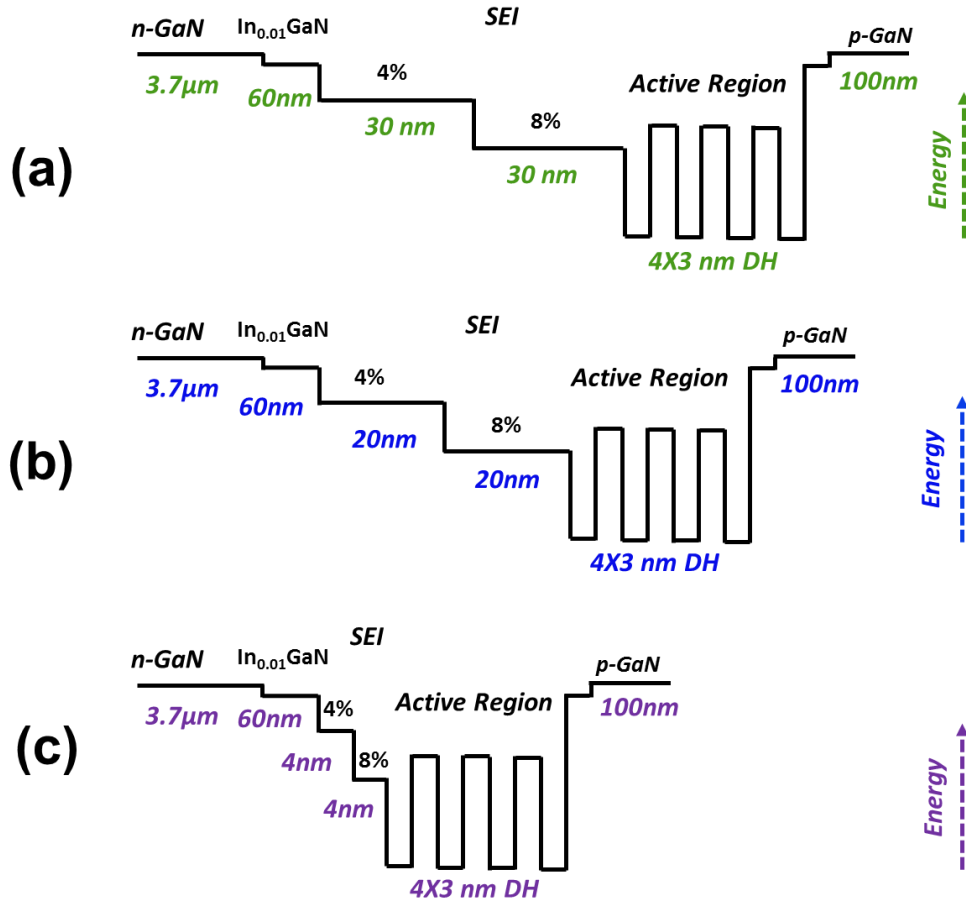 SEI
n-GaN
In0.01GaN
p-GaN
3.7μm
60nm
4%
30 nm
8%
30 nm
Active Region
100nm
(a)
4X3 nm DH
Energy
SEI
n-GaN
In0.01GaN
p-GaN
3.7μm
60nm
4%
20nm
8%
20nm
Active Region
100nm
(b)
4X3 nm DH
Energy
SEI
n-GaN
In0.01GaN
p-GaN
3.7μm
60nm
4%
4nm
8%
4nm
Active Region
100nm
(c)
4X3 nm DH
Energy